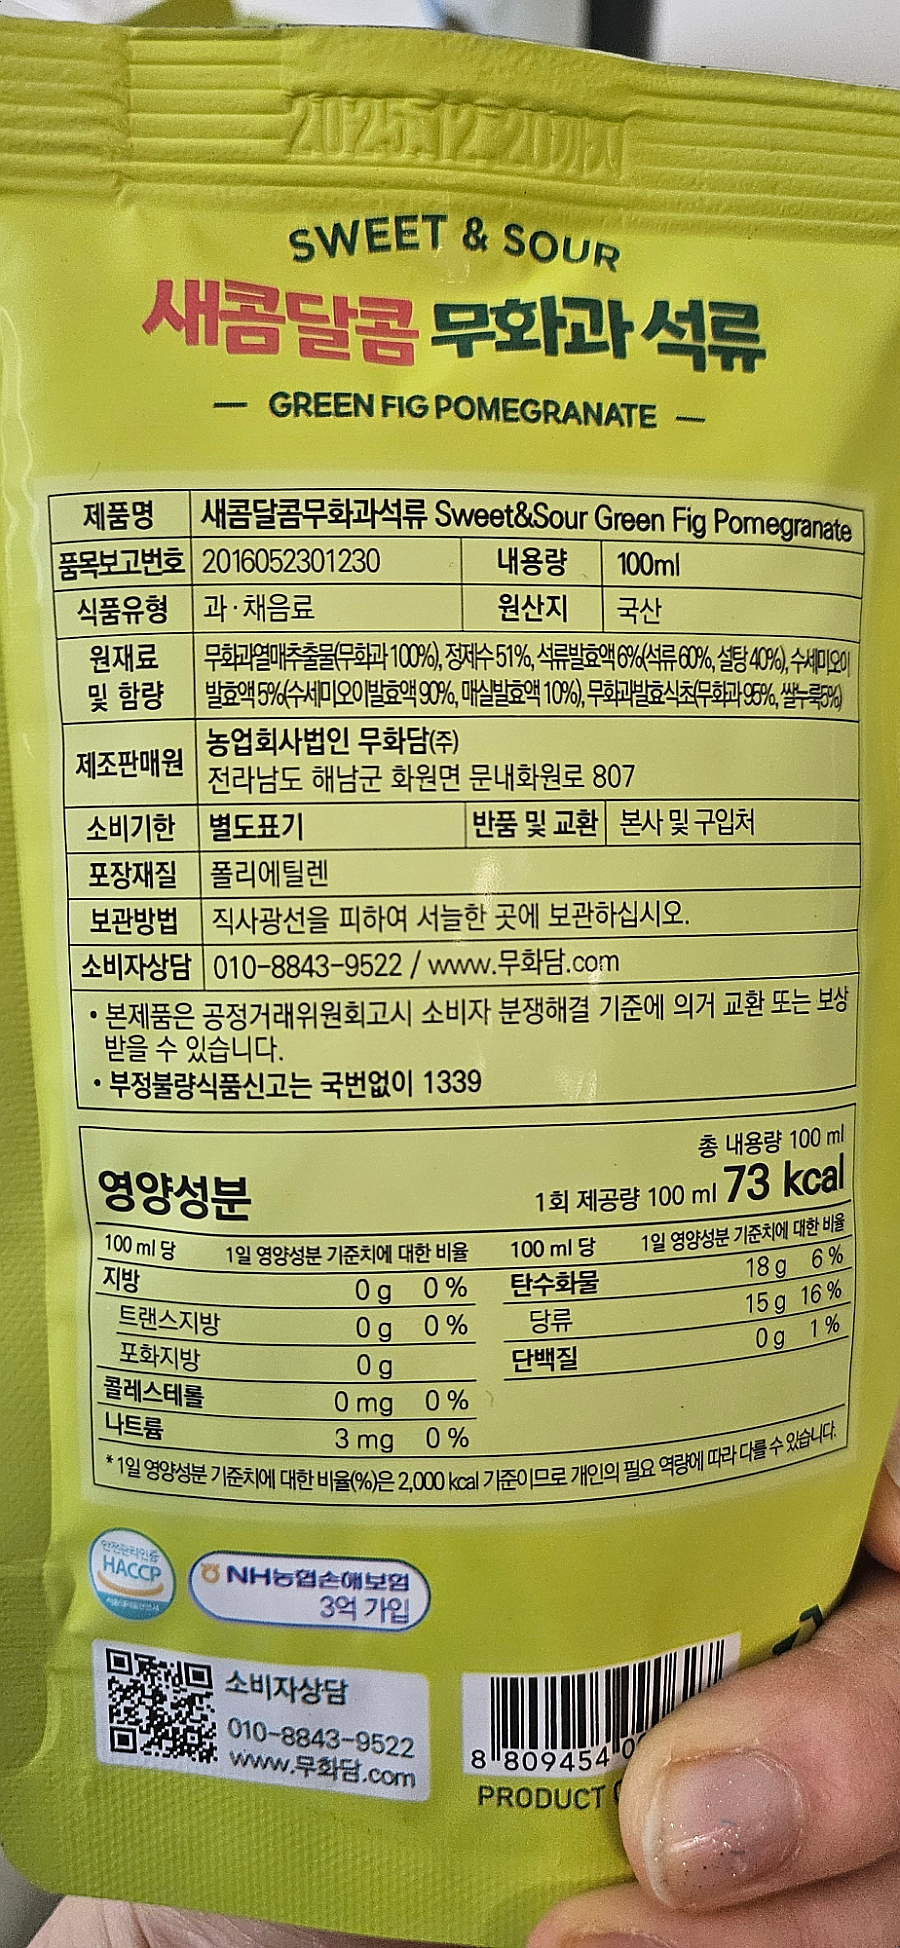 2025.12.20까지
SWEET & SOUR
새콤달콤 무화과 석류
GREEN FIG POMEGRANATE
제품명 새콤달콤무화과석류 Sweet&Sour Green Fig Pomegranate
품목보고번호 2016052301230 내용량 100ml
식품유형 과·채음료 원산지 국산
원재료 및 함량 무화과열매추출물(무화과 100%), 정제수 51%, 석류발효액 6%(석류 60%, 설탕 40%), 수세미오이
발효액 5%(수세미오이발효액 90%, 매실발효액 10%), 무화과발효식초(무화과 95%, 쌀누룩5%)
제조판매원 농업회사법인 무화담(주)
전라남도 해남군 화원면 문내화원로 807
소비기한 별도표기 반품 및 교환 본사 및 구입처
포장재질 폴리에틸렌
보관방법 직사광선을 피하여 서늘한 곳에 보관하십시오.
소비자상담 010-8843-9522 / www.무화담.com
• 본제품은 공정거래위원회고시 소비자 분쟁해결 기준에 의거 교환 또는 보상
받을 수 있습니다.
• 부정불량식품신고는 국번없이 1339
총 내용량 100 ml
영양성분 1회 제공량 100 ml 73 kcal
100 ml 당 1일 영양성분 기준치에 대한 비율 100 ml 당 1일 영양성분 기준치에 대한 비율
지방 0 g 0 % 탄수화물 18 g 6 %
트랜스지방 0 g 0 % 당류 15 g 16 %
포화지방 0 g 단백질 0 g 1 %
콜레스테롤 0 mg 0 %
나트륨 3 mg 0 %
* 1일 영양성분 기준치에 대한 비율(%)은 2,000 kcal 기준이므로 개인의 필요 역량에 따라 다를 수 있습니다.
안전관리인증
HACCP
NH농협손해보험
3억 가입
소비자상담
010-8843-9522
www.무화담.com
8 809454 0
PRODUCT